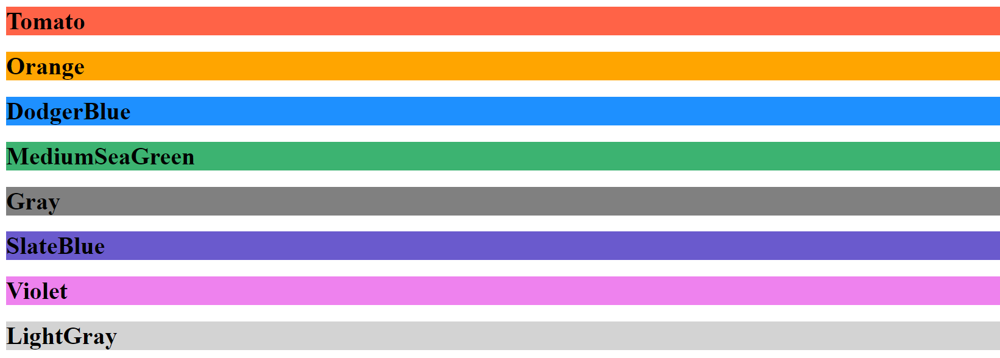 Tomato
Orange
DodgerBlue
MediumSeaGreen
Gray
SlateBlue
Violet
LightGray